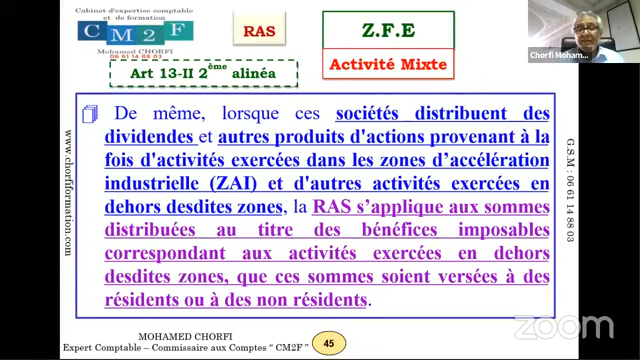 Cabinet d'expertise comptable
et de formation
CM2F
Mohamed CHORFI
06 61 14 88 03
RAS
Z.F.E
Activité Mixte
Art 13-II 2ème alinéa
De même, lorsque ces sociétés distribuent des
dividendes et autres produits d'actions provenant à la
fois d'activités exercées dans les zones d'accélération
industrielle (ZAI) et d'autres activités exercées en
dehors desdites zones, la RAS s'applique aux sommes
distribuées au titre des bénéfices imposables
correspondant aux activités exercées en dehors
desdites zones, que ces sommes soient versées à des
résidents ou à des non résidents.
www.chorfiformation.com
G.S.M : 06 61 14 88 03
MOHAMED CHORFI
Expert Comptable – Commissaire aux Comptes " CM2F "
45
Chorfi Moham...
zoom